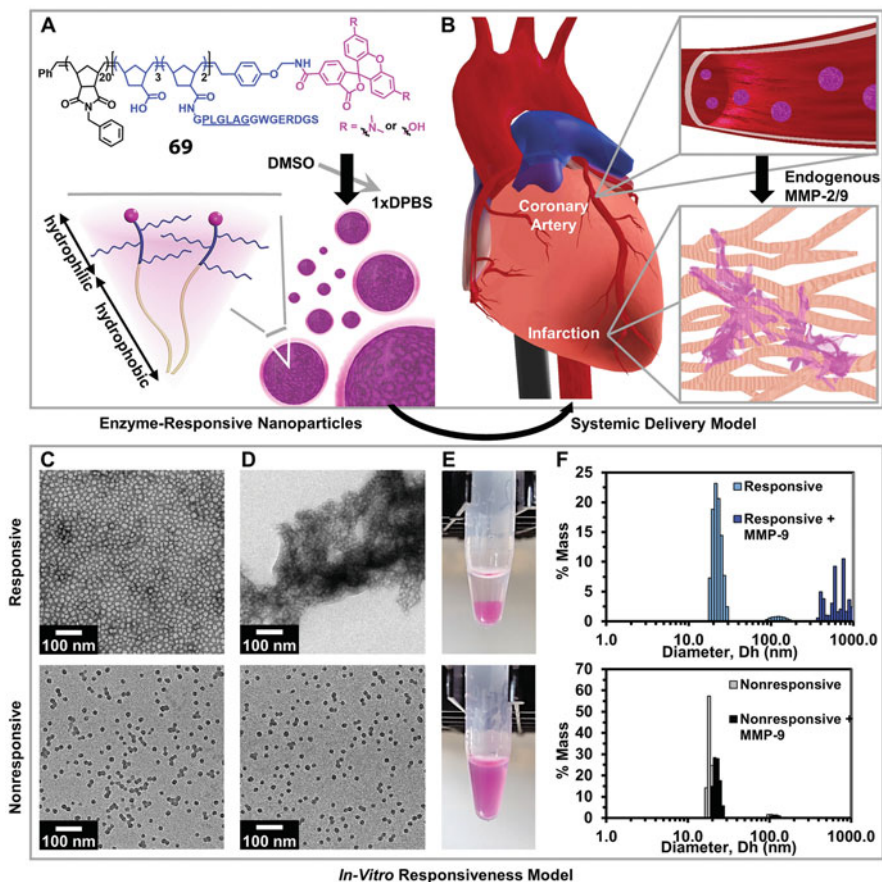 A
B
Ph
20
3
2
O
N
O
HO
O
O
NH
O
NH
O
R
O
R
O
O
GPLGLAGGWGERDGS
R = N or OH
69
DMSO
1xDPBS
hydrophilic
hydrophobic
Coronary
Artery
Infarction
Endogenous
MMP-2/9
Enzyme-Responsive Nanoparticles
Systemic Delivery Model
C
D
E
F
Responsive
100 nm
100 nm
% Mass
25
20
15
10
5
0
Responsive
Responsive +
MMP-9
1.0
10.0
100.0
1000.0
Diameter, Dh (nm)
Nonresponsive
100 nm
100 nm
% Mass
70
60
50
40
30
20
10
0
Nonresponsive
Nonresponsive +
MMP-9
1.0
10.0
100.0
1000.0
Diameter, Dh (nm)
In-Vitro Responsiveness Model